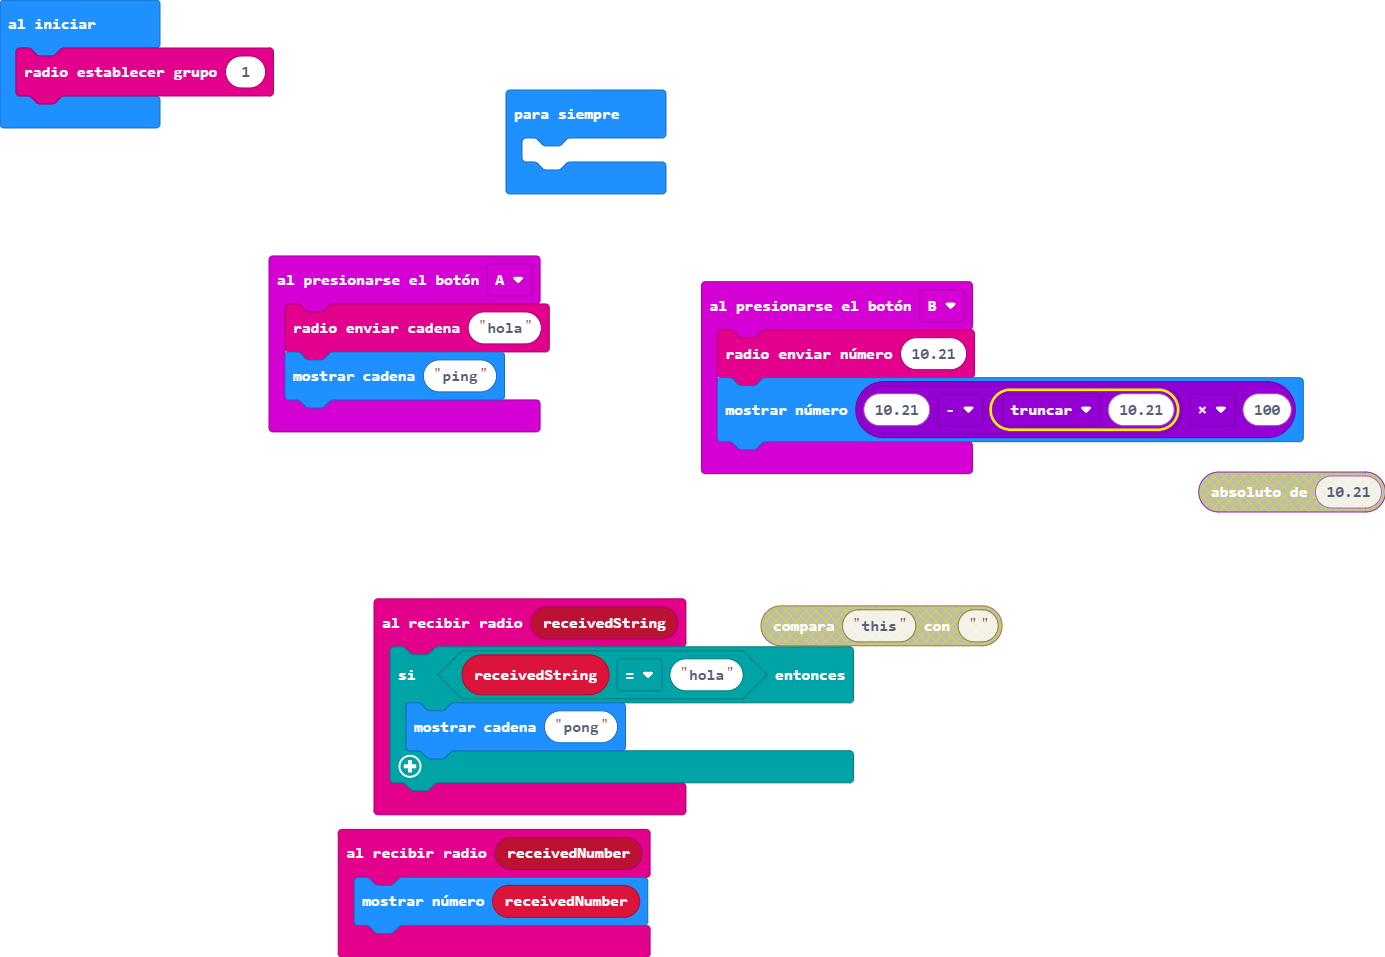 al iniciar
radio establecer grupo 1
para siempre
al presionarse el botón A
radio enviar cadena "hola"
mostrar cadena "ping"
al presionarse el botón B
radio enviar número 10.21
mostrar número 10.21 - truncar 10.21 × 100
absoluto de 10.21
al recibir radio receivedString
compara "this" con " "
si receivedString = "hola" entonces
mostrar cadena "pong"
al recibir radio receivedNumber
mostrar número receivedNumber